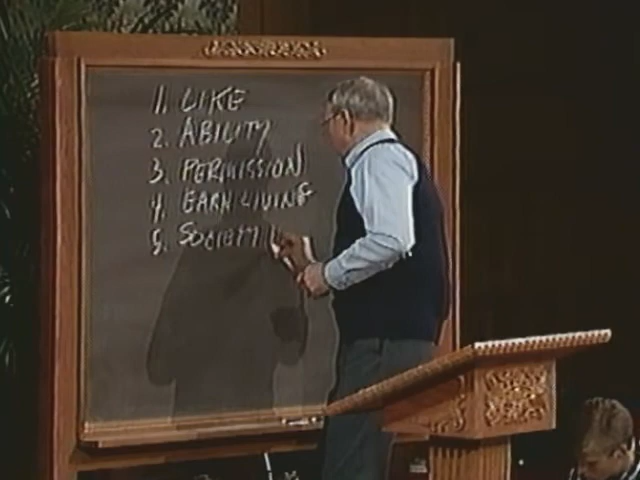 1. LIKE
2. ABILITY
3. PERMISSION
4. EARN LIVING
5. SOCIETY